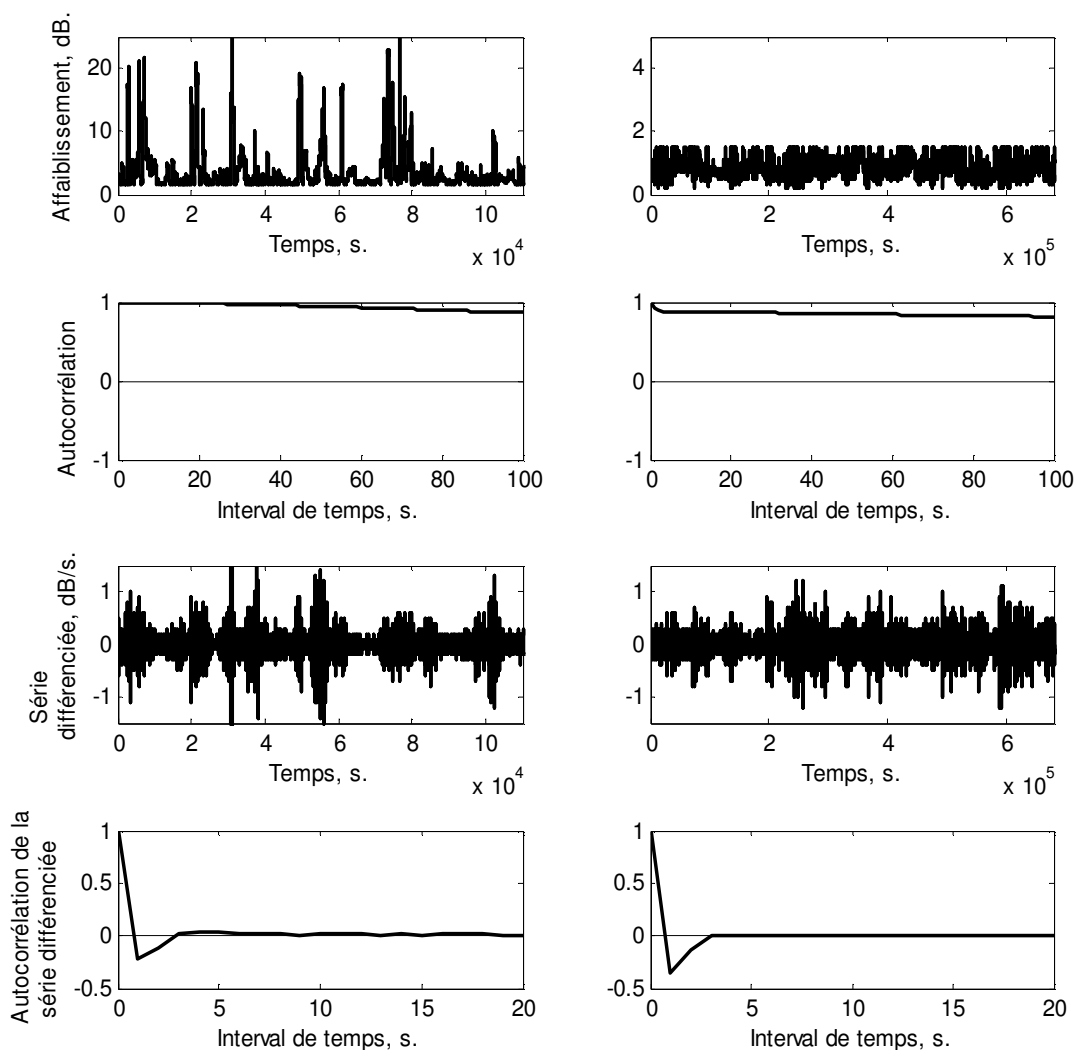 Affaiblissement, dB.
20
10
0
0 2 4 6 8 10
Temps, s.
x 10^4
4
2
0
0 2 4 6
Temps, s.
x 10^5
Autocorrélation
1
0
-1
0 20 40 60 80 100
Interval de temps, s.
1
0
-1
0 20 40 60 80 100
Interval de temps, s.
Série
différenciée, dB/s.
1
0
-1
0 2 4 6 8 10
Temps, s.
x 10^4
1
0
-1
0 2 4 6
Temps, s.
x 10^5
Autocorrélation de la
série différenciée
1
0.5
0
-0.5
0 5 10 15 20
Interval de temps, s.
1
0.5
0
-0.5
0 5 10 15 20
Interval de temps, s.